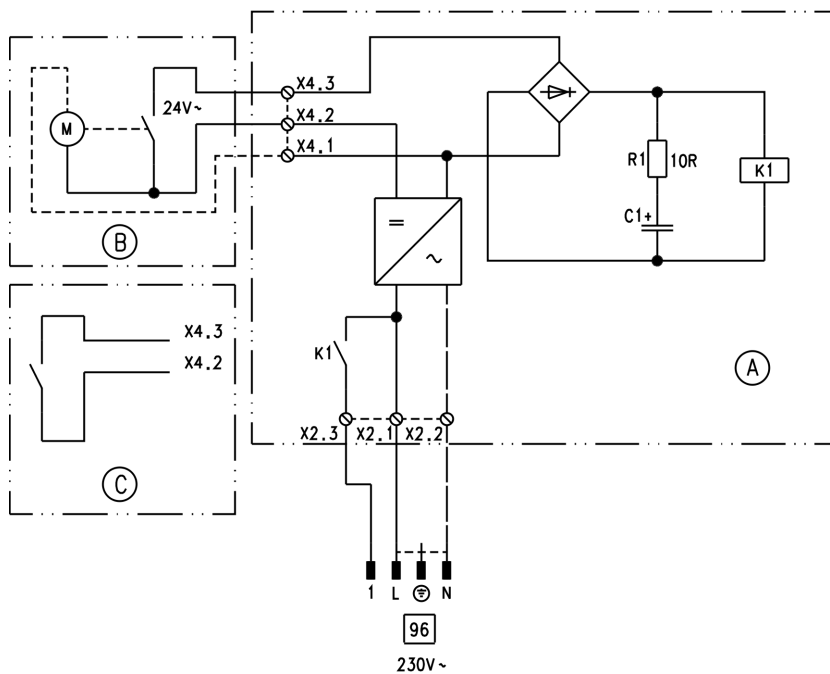 X4.3
24V~
X4.2
M
X4.1
R1
10R
K1
C1+
B
X4.3
K1
X4.2
A
X2.3
X2.1
X2.2
C
1
L
N
96
230V~